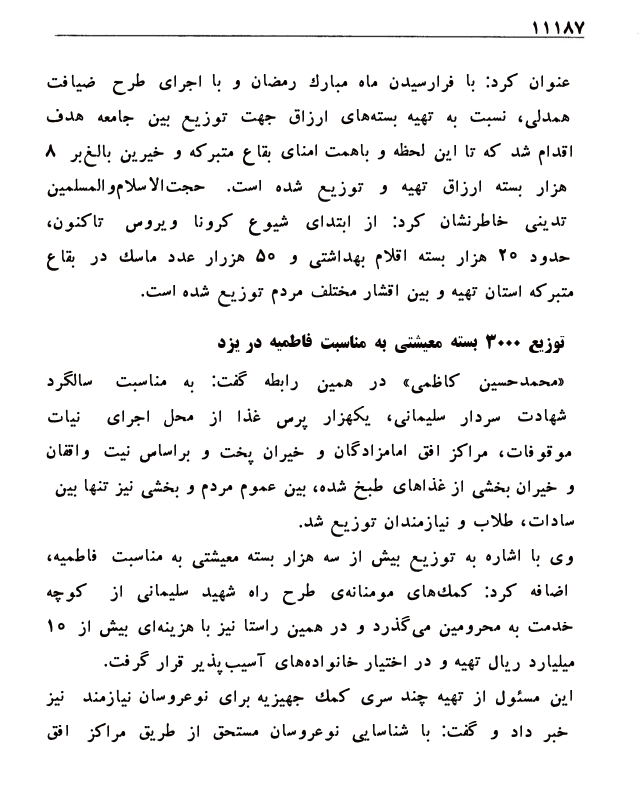 ۱۱۱۸۷
عنوان کرد: با فرارسیدن ماه مبارك رمضان و با اجرای طرح ضیافت
همدلی، نسبت به تهیه بسته‌های ارزاق جهت توزیع بین جامعه هدف
اقدام شد که تا این لحظه و باهمت امنای بقاع متبرکه و خیرین بالغ‌بر ۸
هزار بسته ارزاق تهیه و توزیع شده است. حجت‌الاسلام‌والمسلمین
تدینی خاطرنشان کرد: از ابتدای شیوع کرونا ویروس تاکنون،
حدود ۲۰ هزار بسته اقلام بهداشتی و ۵۰ هزرار عدد ماسك در بقاع
متبرکه استان تهیه و بین اقشار مختلف مردم توزیع شده است.
توزیع ۳۰۰۰ بسته معیشتی به مناسبت فاطمیه در یزد
«محمدحسین کاظمی» در همین رابطه گفت: به مناسبت سالگرد
شهادت سردار سلیمانی، یکهزار پرس غذا از محل اجرای نیات
موقوفات، مراکز افق امامزادگان و خیران پخت و براساس نیت واقفان
و خیران بخشی از غذاهای طبخ شده، بین عموم مردم و بخشی نیز تنها بین
سادات، طلاب و نیازمندان توزیع شد.
وی با اشاره به توزیع بیش از سه هزار بسته معیشتی به مناسبت فاطمیه،
اضافه کرد: کمك‌های مومنانه‌ی طرح راه شهید سلیمانی از کوچه
خدمت به محرومین می‌گذرد و در همین راستا نیز با هزینه‌ای بیش از ۱۰
میلیارد ریال تهیه و در اختیار خانواده‌های آسیب‌پذیر قرار گرفت.
این مسئول از تهیه چند سری کمك جهیزیه برای نوعروسان نیازمند نیز
خبر داد و گفت: با شناسایی نوعروسان مستحق از طریق مراکز افق